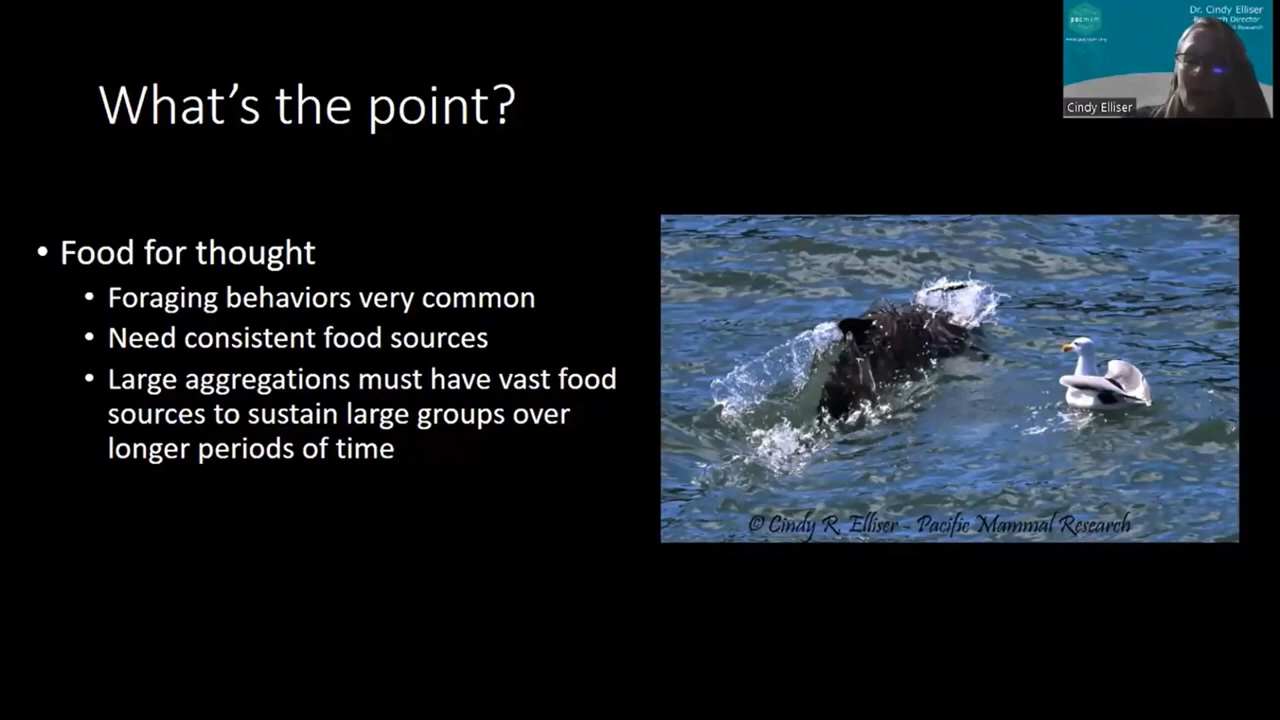 What's the point?
• Food for thought
• Foraging behaviors very common
• Need consistent food sources
• Large aggregations must have vast food
sources to sustain large groups over
longer periods of time
© Cindy R. Elliser - Pacific Mammal Research
pacmam
Dr. Cindy Elliser
Research Director
Research
Cindy Elliser